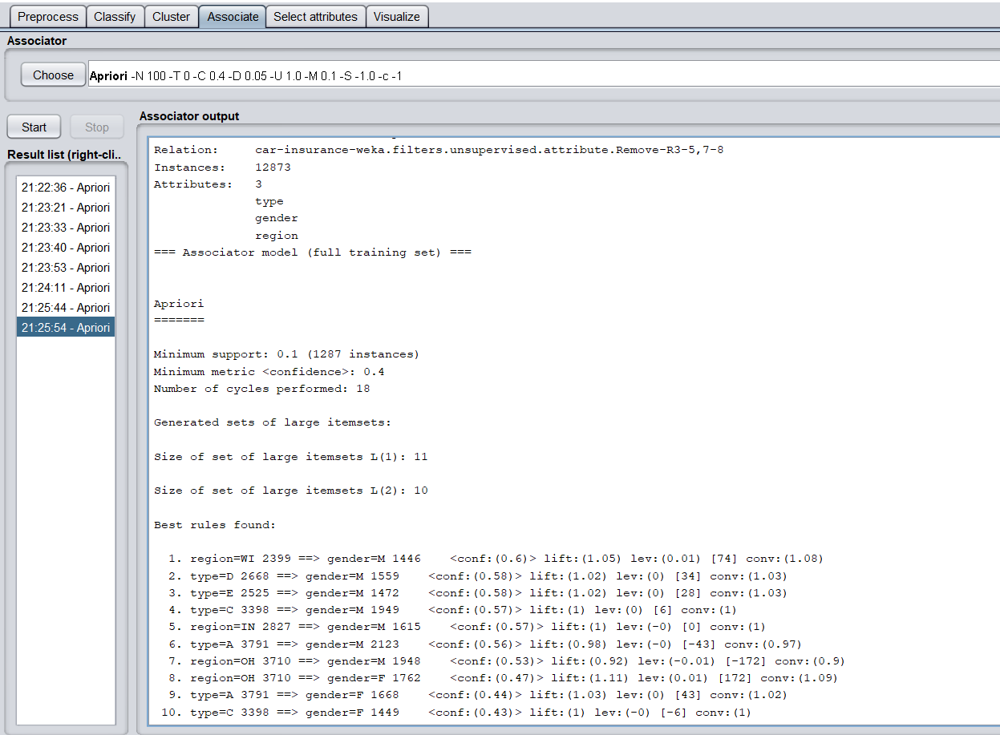 Preprocess Classify Cluster Associate Select attributes Visualize
Associator
Choose Apriori -N 100 -T 0 -C 0.4 -D 0.05 -U 1.0 -M 0.1 -S -1.0 -c -1
Start Stop
Result list (right-cli..
21:22:36 - Apriori
21:23:21 - Apriori
21:23:33 - Apriori
21:23:40 - Apriori
21:23:53 - Apriori
21:24:11 - Apriori
21:25:44 - Apriori
21:25:54 - Apriori
Associator output
Relation: car-insurance-weka.filters.unsupervised.attribute.Remove-R3-5,7-8
Instances: 12873
Attributes: 3
type
gender
region
=== Associator model (full training set) ===
Apriori
=======
Minimum support: 0.1 (1287 instances)
Minimum metric <confidence>: 0.4
Number of cycles performed: 18
Generated sets of large itemsets:
Size of set of large itemsets L(1): 11
Size of set of large itemsets L(2): 10
Best rules found:
1. region=WI 2399 ==> gender=M 1446 <conf:(0.6)> lift:(1.05) lev:(0.01) [74] conv:(1.08)
2. type=D 2668 ==> gender=M 1559 <conf:(0.58)> lift:(1.02) lev:(0) [34] conv:(1.03)
3. type=E 2525 ==> gender=M 1472 <conf:(0.58)> lift:(1.02) lev:(0) [28] conv:(1.03)
4. type=C 3398 ==> gender=M 1949 <conf:(0.57)> lift:(1) lev:(0) [6] conv:(1)
5. region=IN 2827 ==> gender=M 1615 <conf:(0.57)> lift:(1) lev:(-0) [0] conv:(1)
6. type=A 3791 ==> gender=M 2123 <conf:(0.56)> lift:(0.98) lev:(-0) [-43] conv:(0.97)
7. region=OH 3710 ==> gender=M 1948 <conf:(0.53)> lift:(0.92) lev:(-0.01) [-172] conv:(0.9)
8. region=OH 3710 ==> gender=F 1762 <conf:(0.47)> lift:(1.11) lev:(0.01) [172] conv:(1.09)
9. type=A 3791 ==> gender=F 1668 <conf:(0.44)> lift:(1.03) lev:(0) [43] conv:(1.02)
10. type=C 3398 ==> gender=F 1449 <conf:(0.43)> lift:(1) lev:(-0) [-6] conv:(1)